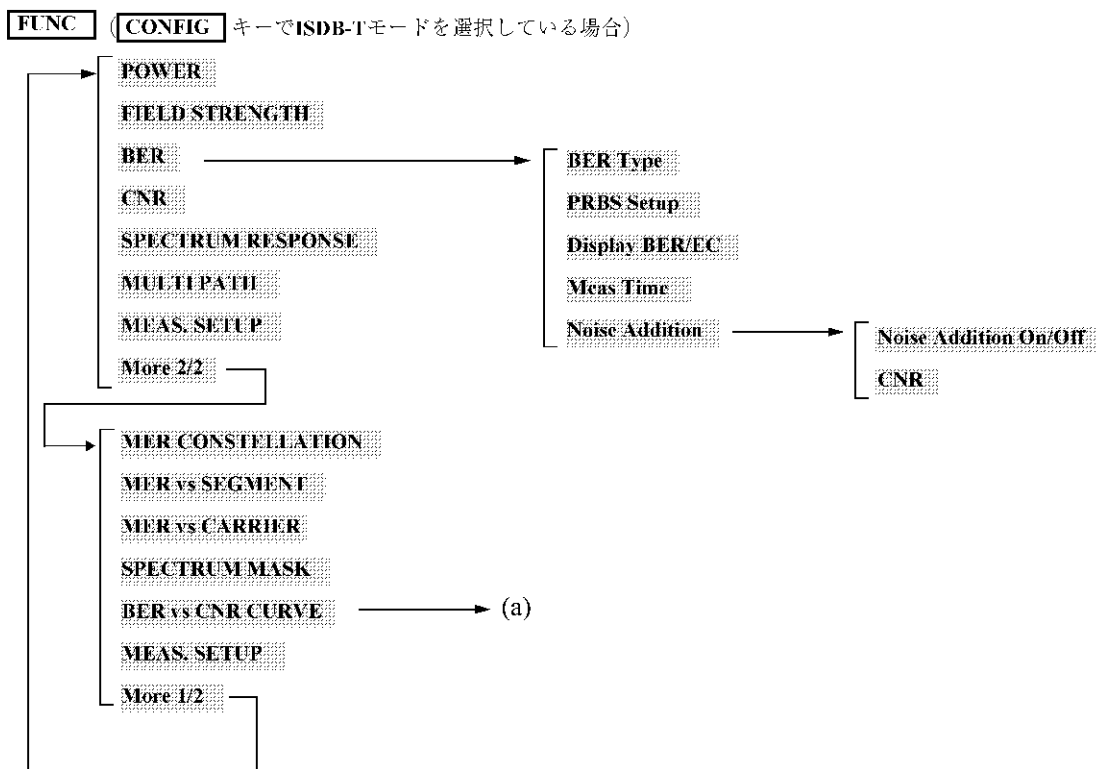 FUNC (CONFIG キーでISDB-Tモードを選択している場合)
POWER
FIELD STRENGTH
BER
CNR
SPECTRUM RESPONSE
MULTI PATH
MEAS. SETUP
More 2/2
BER Type
PRBS Setup
Display BER/EC
Meas Time
Noise Addition
Noise Addition On/Off
CNR
MER CONSTELLATION
MER vs SEGMENT
MER vs CARRIER
SPECTRUM MASK
BER vs CNR CURVE
(a)
MEAS. SETUP
More 1/2